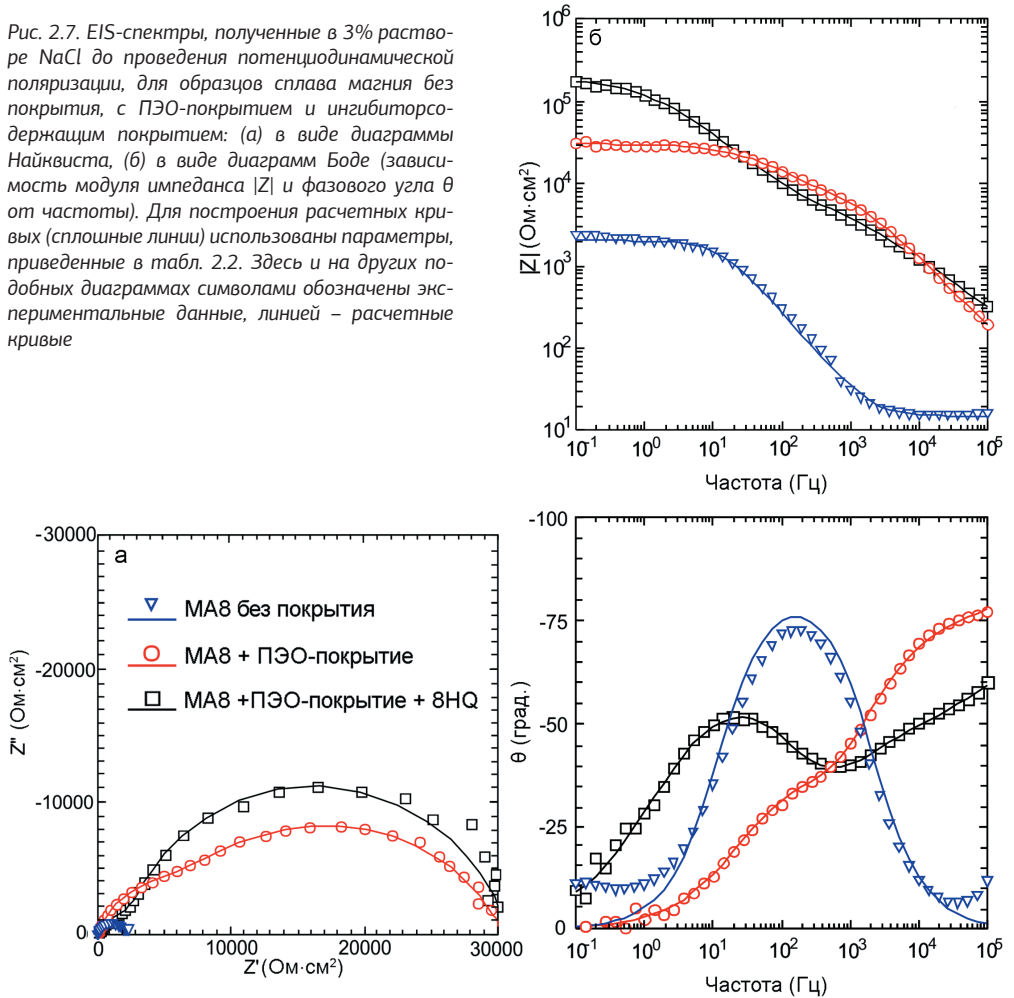 Рис. 2.7. EIS-спектры, полученные в 3% раство-
ре NaCl до проведения потенциодинамической
поляризации, для образцов сплава магния без
покрытия, с ПЭО-покрытием и ингибиторсо-
держащим покрытием: (а) в виде диаграммы
Найквиста, (б) в виде диаграмм Боде (зависи-
мость модуля импеданса |Z| и фазового угла θ
от частоты). Для построения расчетных кри-
вых (сплошные линии) использованы параметры,
приведенные в табл. 2.2. Здесь и на других по-
добных диаграммах символами обозначены экс-
периментальные данные, линией – расчетные
кривые
б
|Z| (Ом·см²)
10⁶
10⁵
10⁴
10³
10²
10¹
10⁻¹ 10⁰ 10¹ 10² 10³ 10⁴ 10⁵
Частота (Гц)
а
Z'' (Ом·см²)
-30000
-20000
-10000
0
МА8 без покрытия
МА8 + ПЭО-покрытие
МА8 +ПЭО-покрытие + 8HQ
0 10000 20000 30000
Z'(Ом·см²)
θ (град.)
-100
-75
-50
-25
0
10⁻¹ 10⁰ 10¹ 10² 10³ 10⁴ 10⁵
Частота (Гц)